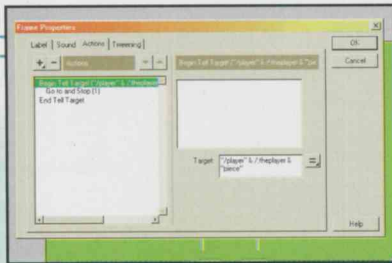 Frame Properties
Label Sound Actions Tweening
OK
Cancel
Actions
Begin Tell Target ("/player" & /:theplayer
Go to and Stop (1)
End Tell Target
Begin Tell Target ("/player" & /:theplayer & "pie
Target: "/player" & /:theplayer &
"piece"
Help